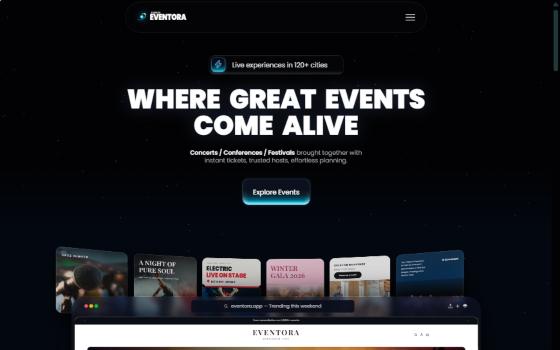 EVENTORA
Live experiences in 120+ cities
WHERE GREAT EVENTS
COME ALIVE
Concerts / Conferences / Festivals brought together with
instant tickets, trusted hosts, effortless planning.
Explore Events
A NIGHT OF
PURE SOUL
ELECTRIC
LIVE ON STAGE
WINTER
GALA 2026
eventora.app — Trending this weekend
EVENTORA